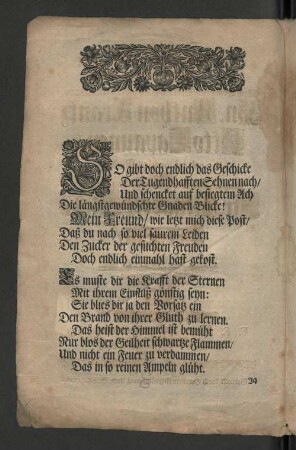 SO gibt doch endlich das Geschicke
Der Tugendhafften Sehnen nach/
Und schencket auf besiegtem Ach
Die längstgewündschte Gnaden-Blicke!
Mein Freund/ wie letzt mich diese Post/
Daß du nach so viel saurem Leiden
Den Zucker der gesuchten Freuden
Doch endlich einmahl hast gekost.
Es muste dir die Krafft der Sternen
Mit ihrem Einfluß günstig seyn:
Sie blies dir ja den Vorsatz ein
Den Brand von ihrer Gluth zu lernen.
Das heist der Himmel ist bemüht
Nur blos der Geilheit schwartze Flammen/
Und nicht ein Feuer zu verdammen/
Das in so reinen Ampeln glüht.